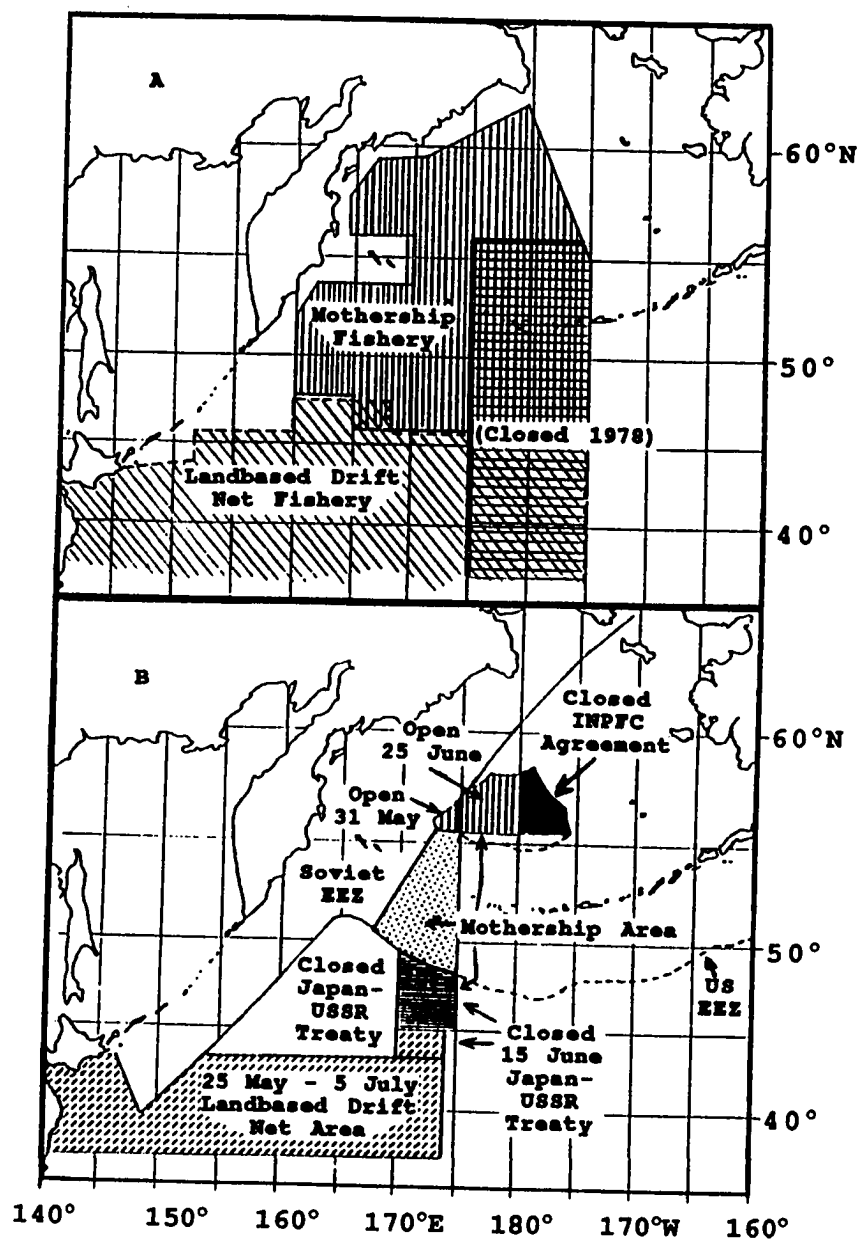 A
60°N
Mothership
Fishery
50°
(Closed 1978)
Landbased Drift
Net Fishery
40°
B
Closed
INPFC
Agreement
Open
25 June
60°N
Open
31 May
Soviet
EEZ
Mothership Area
50°
Closed
Japan-
USSR
Treaty
US
EEZ
Closed
15 June
Japan-
USSR
Treaty
25 May - 5 July
Landbased Drift
Net Area
40°
140° 150° 160° 170°E 180° 170°W 160°